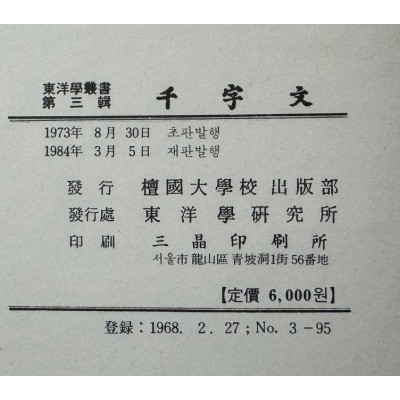 東洋學叢書
第三輯 千字文
1973年 8月 30日 초판발행
1984年 3月 5日 재판발행
發行 檀國大學校 出版部
發行處 東洋學硏究所
印刷 三晶印刷所
서울市 龍山區 靑坡洞1街 56番地
【定價 6,000원】
登録 : 1968. 2. 27 ; No. 3-95